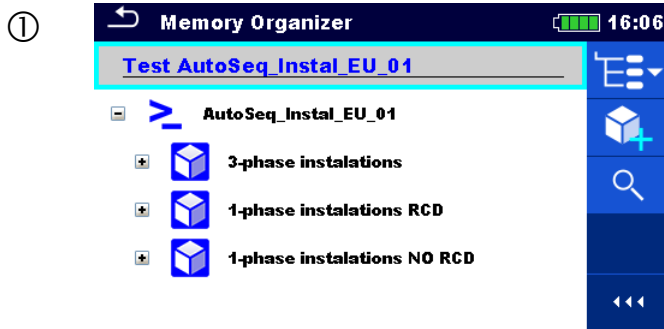 ①
Memory Organizer 16:06
Test AutoSeq_Instal_EU_01
AutoSeq_Instal_EU_01
3-phase instalations
1-phase instalations RCD
1-phase instalations NO RCD